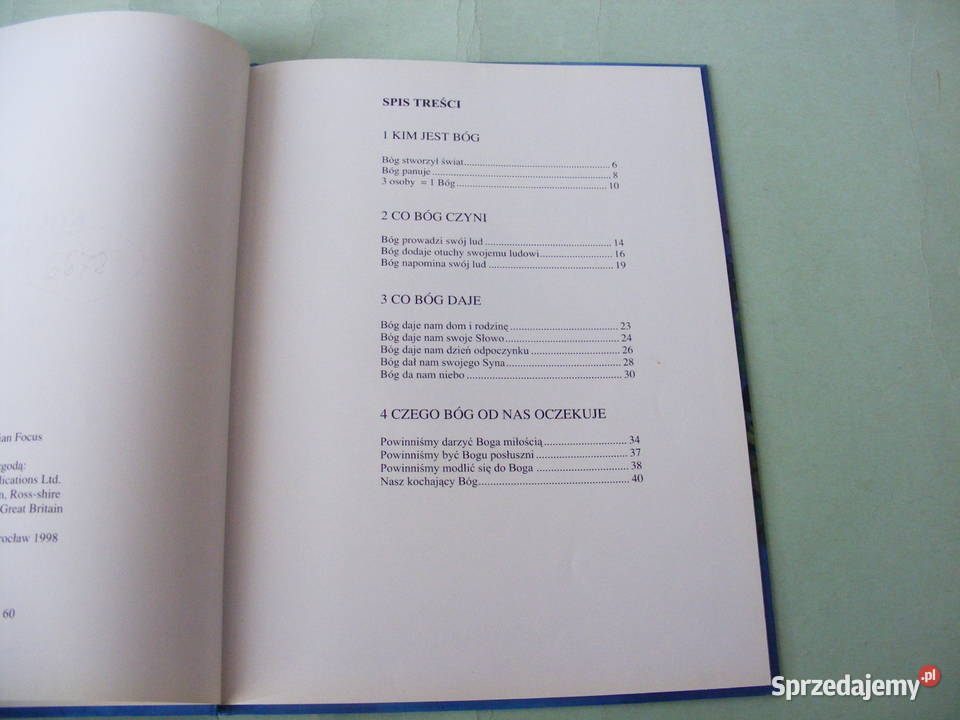 ian Focus
godą:
lications Ltd.
n, Ross-shire
Great Britain
rocław 1998
60
SPIS TREŚCI
1 KIM JEST BÓG
Bóg stworzył świat 6
Bóg panuje 8
3 osoby = 1 Bóg 10
2 CO BÓG CZYNI
Bóg prowadzi swój lud 14
Bóg dodaje otuchy swojemu ludowi 16
Bóg napomina swój lud 19
3 CO BÓG DAJE
Bóg daje nam dom i rodzinę 23
Bóg daje nam swoje Słowo 24
Bóg daje nam dzień odpoczynku 26
Bóg dał nam swojego Syna 28
Bóg da nam niebo 30
4 CZEGO BÓG OD NAS OCZEKUJE
Powinniśmy darzyć Boga miłością 34
Powinniśmy być Bogu posłuszni 37
Powinniśmy modlić się do Boga 38
Nasz kochający Bóg 40
Sprzedajemy.pl